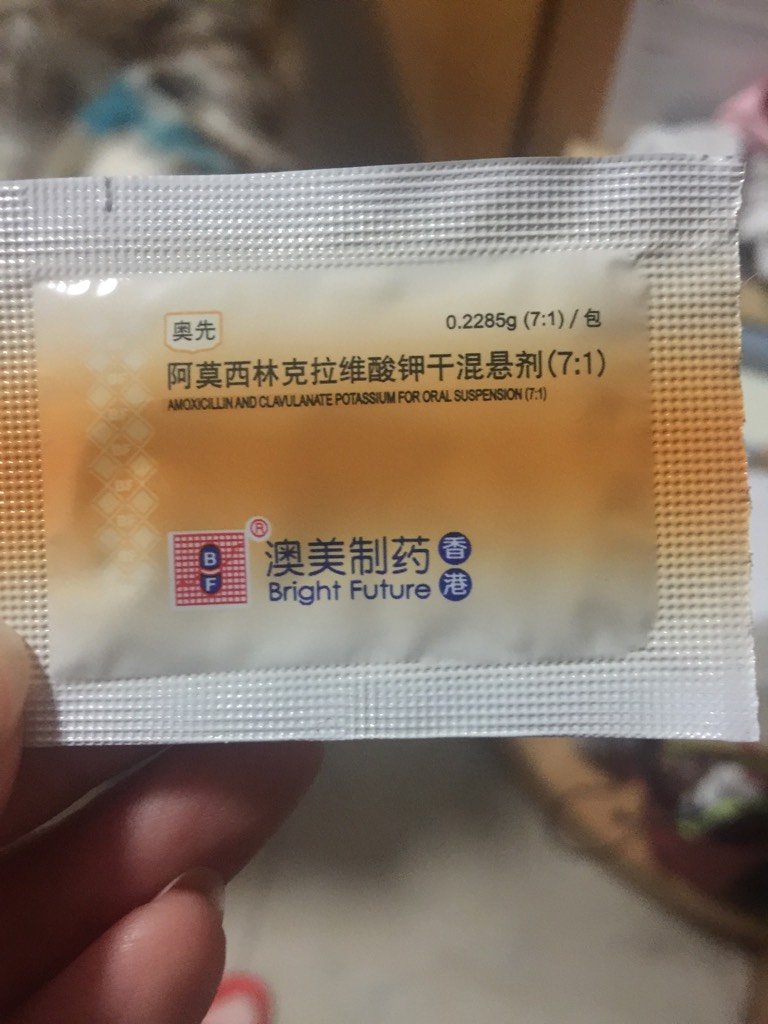 奥先
0.2285g (7:1) / 包
阿莫西林克拉维酸钾干混悬剂(7:1)
AMOXICILLIN AND CLAVULANATE POTASSIUM FOR ORAL SUSPENSION (7:1)
BF
®
澳美制药
香港
Bright Future